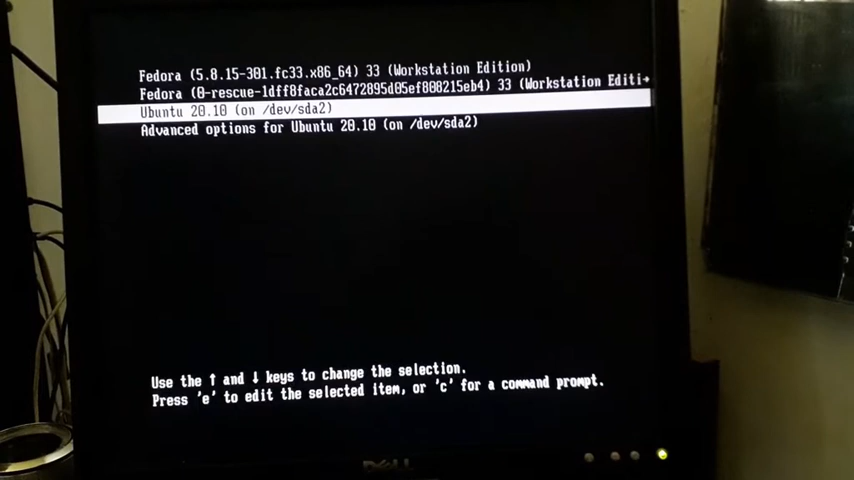 Fedora (5.8.15-301.fc33.x86_64) 33 (Workstation Edition)
Fedora (0-rescue-1dff8faca2c6472095d05ef808215eb4) 33 (Workstation Editi→
Ubuntu 20.10 (on /dev/sda2)
Advanced options for Ubuntu 20.10 (on /dev/sda2)
Use the ↑ and ↓ keys to change the selection.
Press 'e' to edit the selected item, or 'c' for a command prompt.
DELL